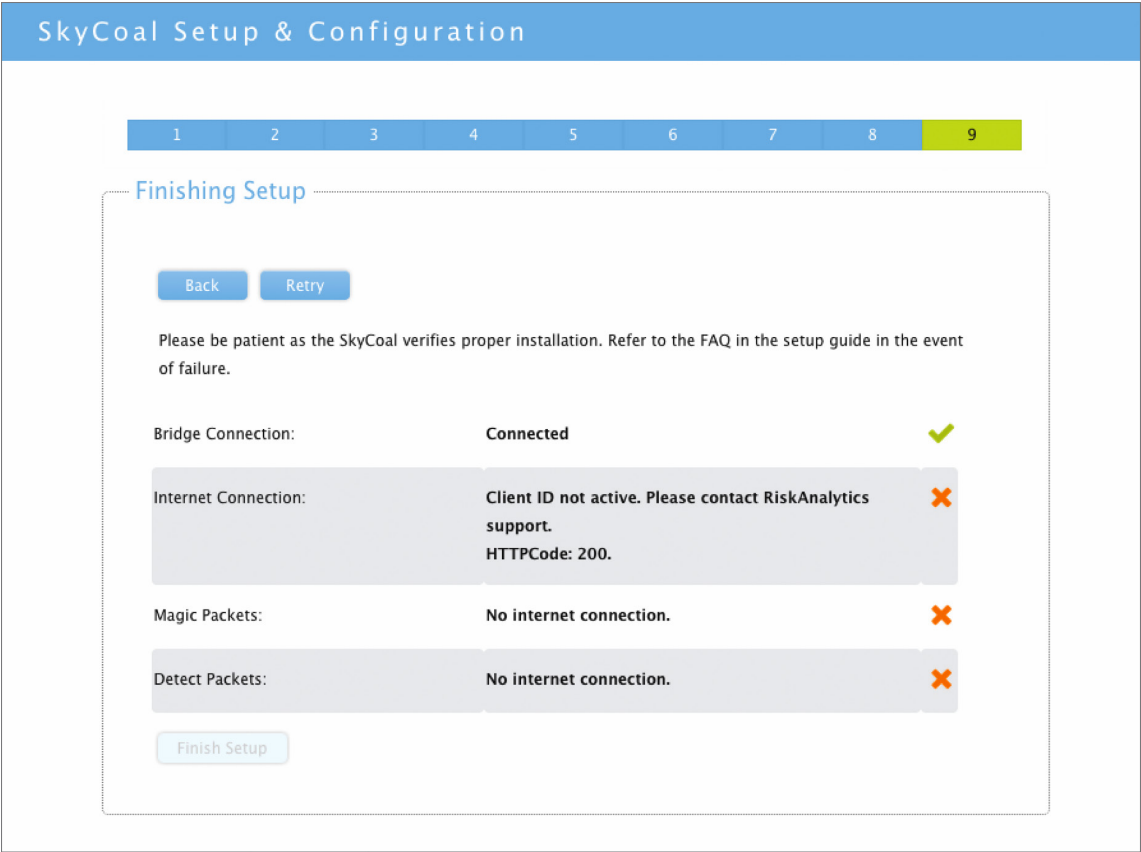 SkyCoal Setup & Configuration
1 2 3 4 5 6 7 8 9
Finishing Setup
Back Retry
Please be patient as the SkyCoal verifies proper installation. Refer to the FAQ in the setup guide in the event
of failure.
Bridge Connection: Connected
Internet Connection: Client ID not active. Please contact RiskAnalytics
support.
HTTPCode: 200.
Magic Packets: No internet connection.
Detect Packets: No internet connection.
Finish Setup